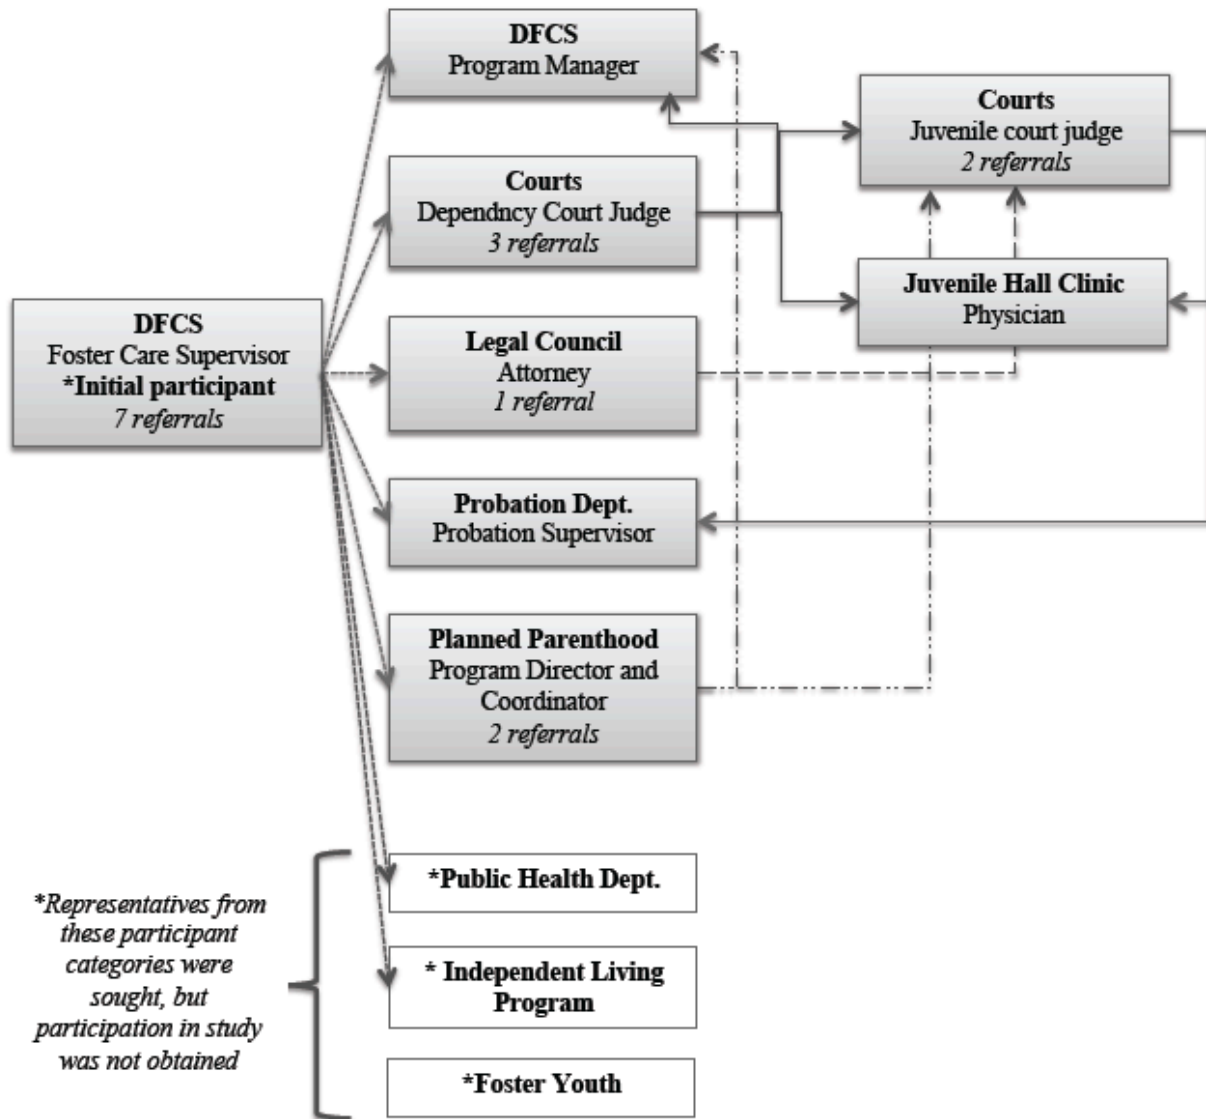 DFCS
Program Manager
Courts
Juvenile court judge
2 referrals
Courts
Dependncy Court Judge
3 referrals
Juvenile Hall Clinic
Physician
DFCS
Foster Care Supervisor
*Initial participant
7 referrals
Legal Council
Attorney
1 referral
Probation Dept.
Probation Supervisor
Planned Parenthood
Program Director and
Coordinator
2 referrals
*Public Health Dept.
* Independent Living
Program
*Foster Youth
*Representatives from
these participant
categories were
sought, but
participation in study
was not obtained